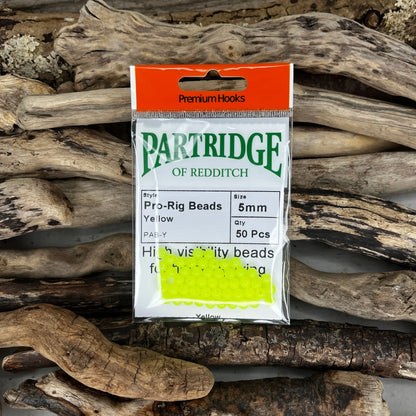 Premium Hooks
PARTRIDGE
OF REDDITCH
Style
Pro-Rig Beads
Yellow
PAB-Y
Size
5mm
Qty
50 Pcs
High visibility beads
Yellow